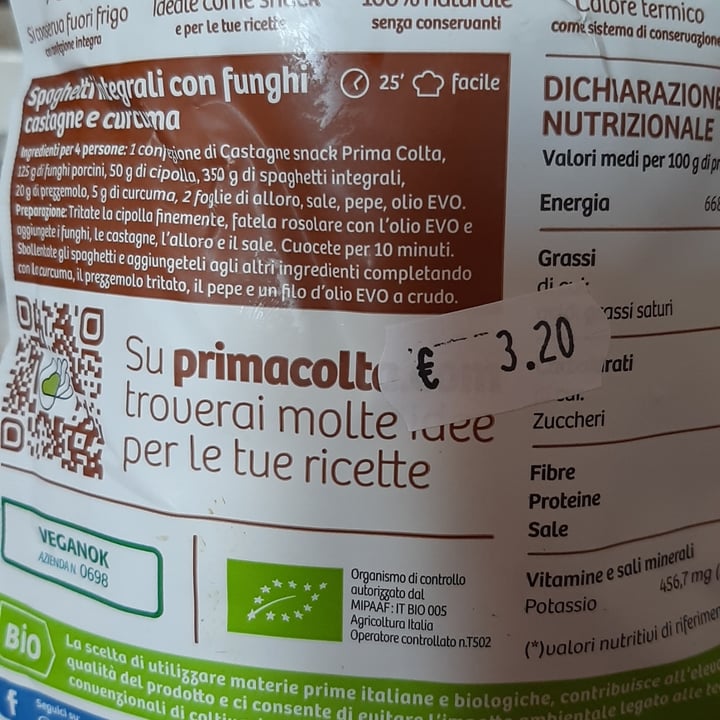 Si conserva fuori frigo
Ideale come snack
e per le tue ricette
100% naturale
senza conservanti
Calore termico
come sistema di conservazione
Spaghetti integrali con funghi
castagne e curcuma
25' facile
Ingredienti per 4 persone: 1 confezione di Castagne snack Prima Colta,
125 g di funghi porcini, 50 g di cipolla, 350 g di spaghetti integrali,
20 g di prezzemolo, 5 g di curcuma, 2 foglie di alloro, sale, pepe, olio EVO.
Preparazione: Tritate la cipolla finemente, fatela rosolare con l'olio EVO e
aggiungete i funghi, le castagne, l'alloro e il sale. Cuocete per 10 minuti.
Sbollentate gli spaghetti e aggiungeteli agli altri ingredienti completando
con la curcuma, il prezzemolo tritato, il pepe e un filo d'olio EVO a crudo.
Su primacolta.com
troverai molte idee
per le tue ricette
€ 3.20
VEGANOK
AZIENDA N 0698
Organismo di controllo
autorizzato dal
MIPAAF: IT BIO 005
Agricoltura Italia
Operatore controllato n.T502
BIO
La scelta di utilizzare materie prime italiane e biologiche, contribuisce
qualità del prodotto e ci consente di evitare
convenzionali di
ambientale legato alle
f
Seguici su
DICHIARAZIONE
NUTRIZIONALE
Valori medi per 100 g di
Energia 668
Grassi
di
grassi saturi
Zuccheri
Fibre
Proteine
Sale
Vitamine e sali minerali
Potassio 456,7 mg (
(*)valori nutritivi di